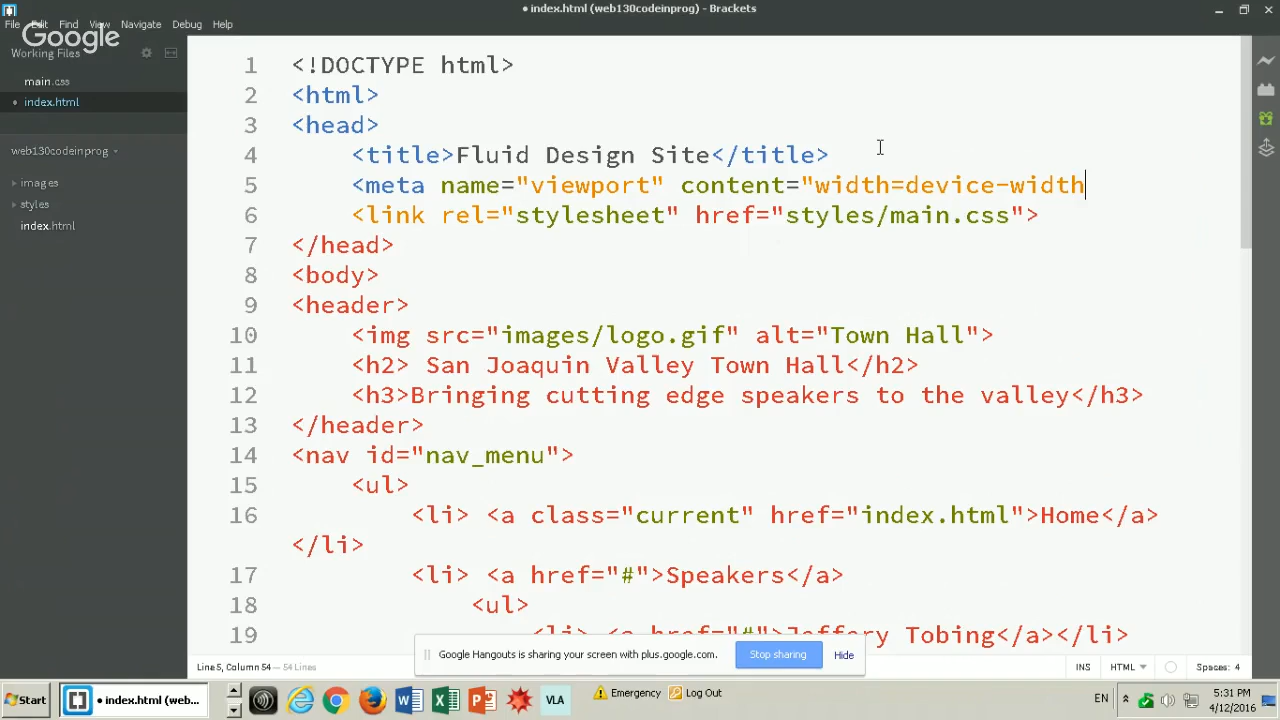 • index.html (web130codeinprog) - Brackets
File Edit Find View Navigate Debug Help
Google
Working Files
main.css
• index.html
web130codeinprog
images
styles
index.html
1 <!DOCTYPE html>
2 <html>
3 <head>
4 <title>Fluid Design Site</title>
5 <meta name="viewport" content="width=device-width
6 <link rel="stylesheet" href="styles/main.css">
7 </head>
8 <body>
9 <header>
10 <img src="images/logo.gif" alt="Town Hall">
11 <h2> San Joaquin Valley Town Hall</h2>
12 <h3>Bringing cutting edge speakers to the valley</h3>
13 </header>
14 <nav id="nav_menu">
15 <ul>
16 <li> <a class="current" href="index.html">Home</a>
</li>
17 <li> <a href="#">Speakers</a>
18 <ul>
19 <li> <a href="#">Jeffery Tobing</a></li>
Google Hangouts is sharing your screen with plus.google.com. Stop sharing Hide
Line 5, Column 54 — 54 Lines
INS HTML Spaces: 4
Start • index.html (web... VLA Emergency Log Out EN 5:31 PM
4/12/2016